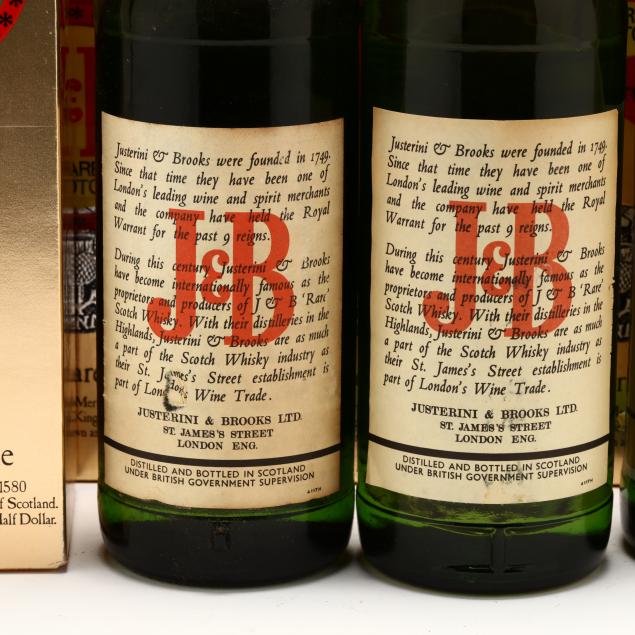 e
1580
of Scotland.
Half Dollar.
Justerini & Brooks were founded in 1749.
Since that time they have been one of
London's leading wine and spirit merchants
and the company have held the Royal
Warrant for the past 9 reigns.
During this century Justerini & Brooks
have become internationally famous as the
proprietors and producers of J & B 'Rare'
Scotch Whisky. With their distilleries in the
Highlands, Justerini & Brooks are as much
a part of the Scotch Whisky industry as
their St. James's Street establishment is
part of London's Wine Trade.
J&B
JUSTERINI & BROOKS LTD.
ST. JAMES'S STREET
LONDON ENG.
DISTILLED AND BOTTLED IN SCOTLAND
UNDER BRITISH GOVERNMENT SUPERVISION
Justerini & Brooks were founded in 1749.
Since that time they have been one of
London's leading wine and spirit merchants
and the company have held the Royal
Warrant for the past 9 reigns.
During this century Justerini & Brooks
have become internationally famous as the
proprietors and producers of J & B 'Rare'
Scotch Whisky. With their distilleries in the
Highlands, Justerini & Brooks are as much
a part of the Scotch Whisky industry as
their St. James's Street establishment is
part of London's Wine Trade.
J&B
JUSTERINI & BROOKS LTD.
ST. JAMES'S STREET
LONDON ENG.
DISTILLED AND BOTTLED IN SCOTLAND
UNDER BRITISH GOVERNMENT SUPERVISION